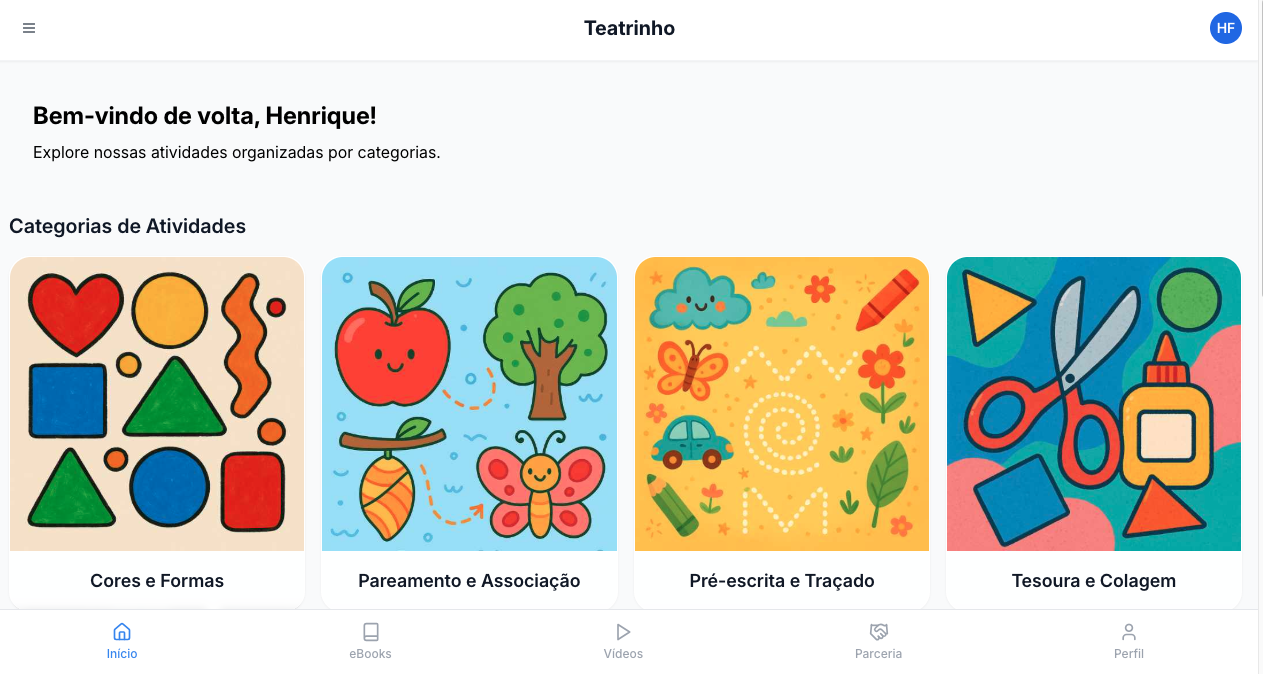 Teatrinho
HF
Bem-vindo de volta, Henrique!
Explore nossas atividades organizadas por categorias.
Categorias de Atividades
Cores e Formas
Pareamento e Associação
Pré-escrita e Traçado
Tesoura e Colagem
Início
eBooks
Vídeos
Parceria
Perfil